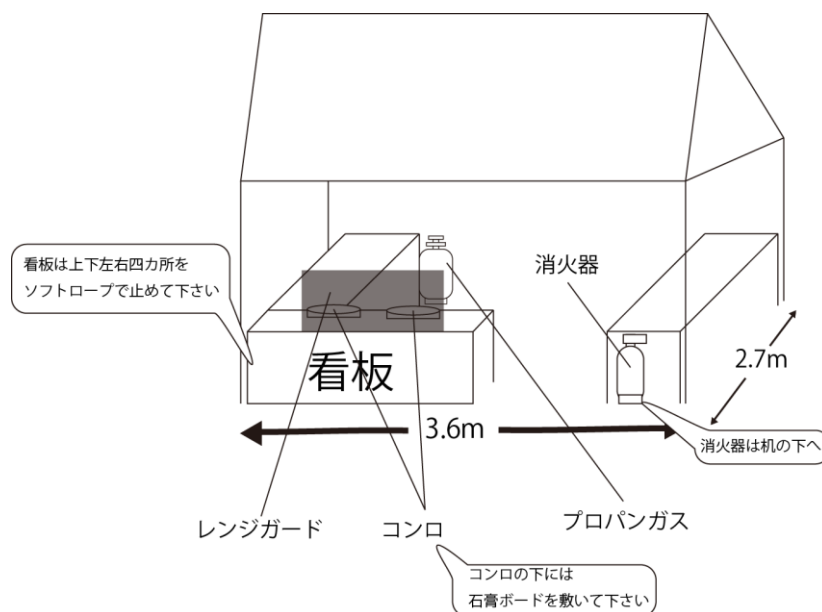 看板は上下左右四カ所を
ソフトロープで止めて下さい
消火器
看板
2.7m
3.6m
消火器は机の下へ
レンジガード
コンロ
プロパンガス
コンロの下には
石膏ボードを敷いて下さい